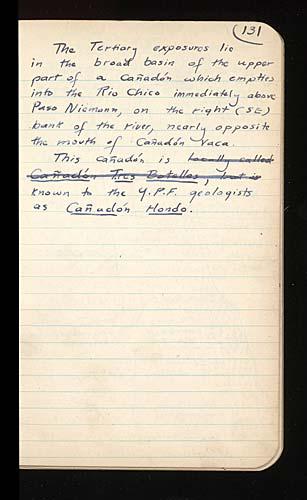 131
The Tertiary exposures lie
in the broad basin of the upper
part of a Cañadón which empties
into the Rio Chico immediately above
Paso Niemann, on the right (SE)
bank of the river, nearly opposite
the mouth of Cañadón Vaca.
This cañadón is locally called
Cañadón Tres Botellas, but is
known to the Y.P.F. geologists
as Cañadón Hondo.